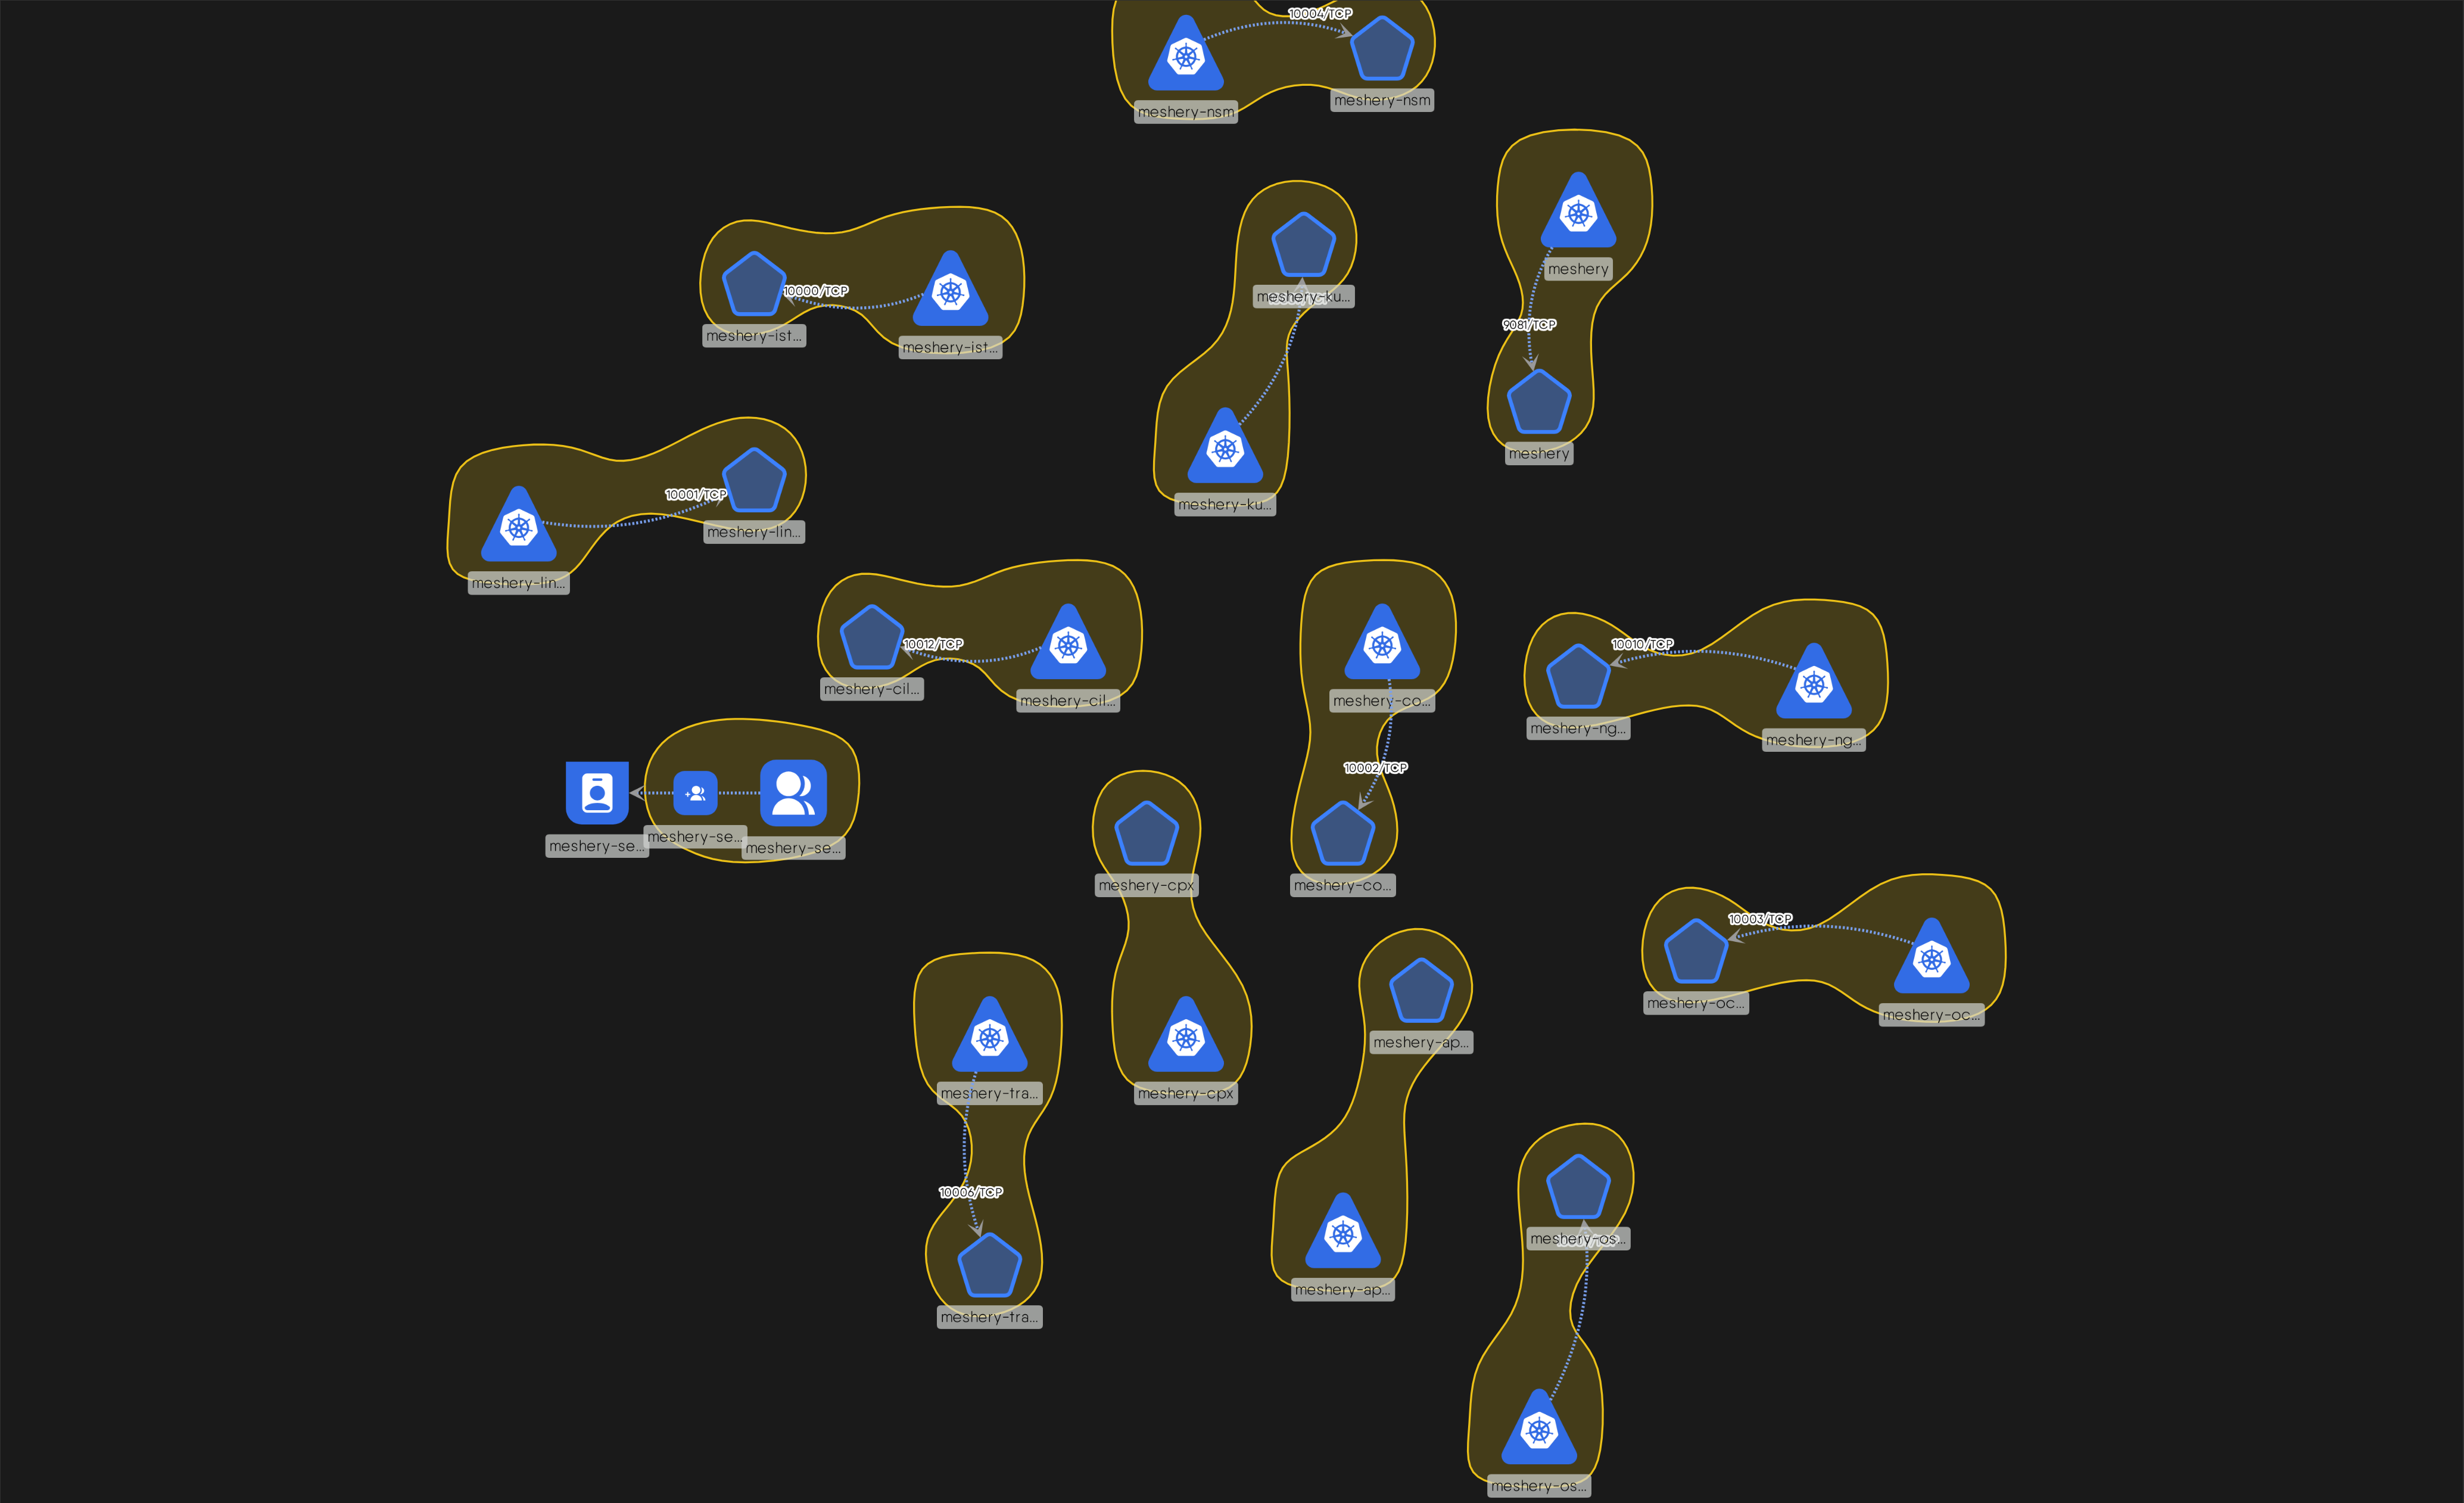 10004/TCP
meshery-nsm
meshery-nsm
meshery
meshery-ku...
10000/TCP
9081/TCP
meshery-ist...
meshery-ist...
meshery
10001/TCP
meshery-ku...
meshery-lin...
meshery-lin...
10012/TCP
10010/TCP
meshery-cil...
meshery-cil...
meshery-co...
meshery-ng...
meshery-ng...
10002/TCP
meshery-se...
meshery-se...
meshery-se...
meshery-cpx
meshery-co...
10003/TCP
meshery-oc...
meshery-oc...
meshery-ap...
meshery-tra...
meshery-cpx
10006/TCP
meshery-os...
meshery-ap...
meshery-tra...
meshery-os...